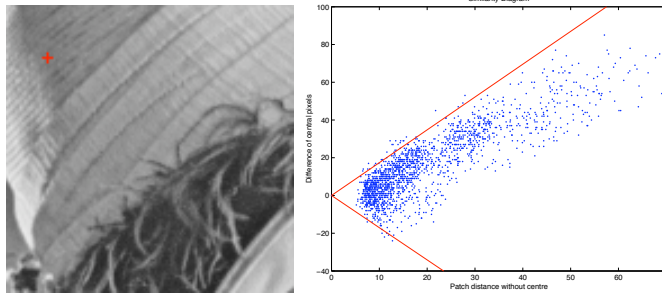 Similarity Diagram
100
80
60
40
20
0
−20
−40
Difference of central pixels
0 10 20 30 40 50 60
Patch distance without centre